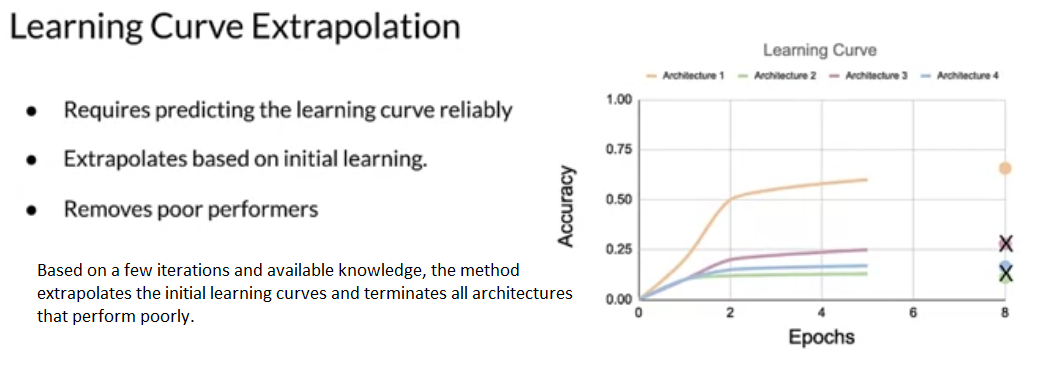 Learning Curve Extrapolation
• Requires predicting the learning curve reliably
• Extrapolates based on initial learning.
• Removes poor performers
Based on a few iterations and available knowledge, the method
extrapolates the initial learning curves and terminates all architectures
that perform poorly.
Learning Curve
Architecture 1 Architecture 2 Architecture 3 Architecture 4
Accuracy
1.00
0.75
0.50
0.25
0.00
0 2 4 6 8
Epochs
X
X